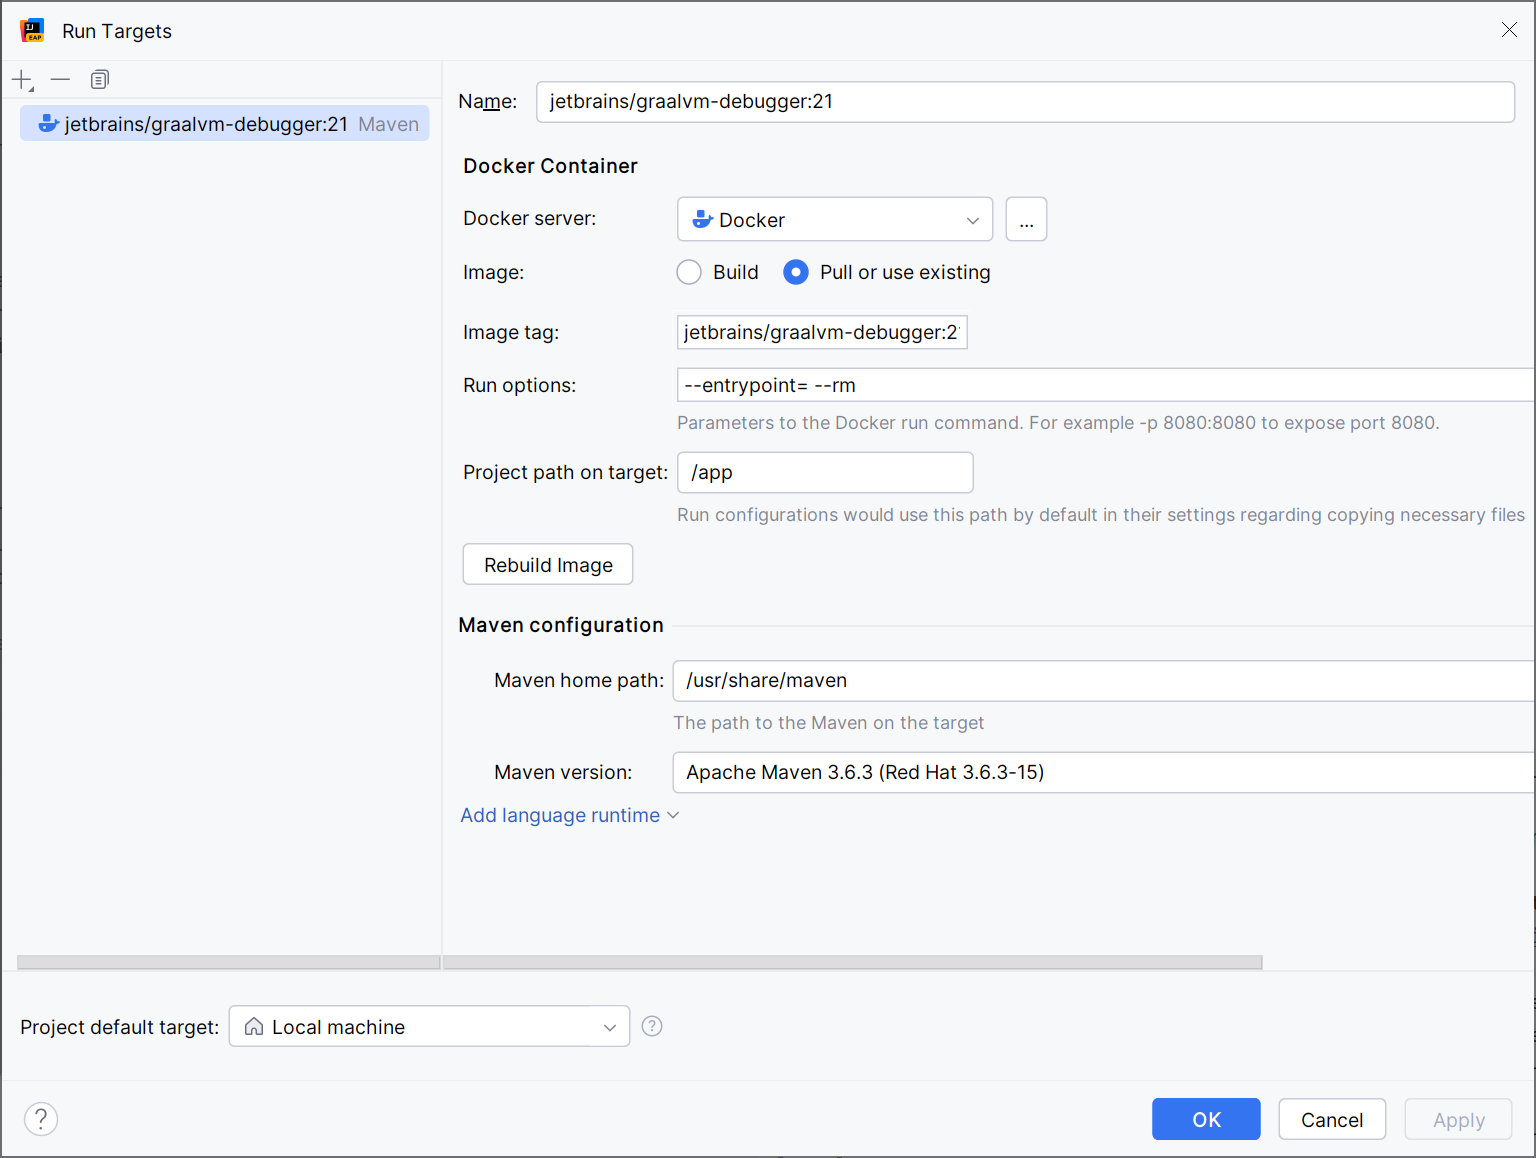 Run Targets
jetbrains/graalvm-debugger:21 Maven
Name: jetbrains/graalvm-debugger:21
Docker Container
Docker server: Docker ...
Image: Build Pull or use existing
Image tag: jetbrains/graalvm-debugger:2
Run options: --entrypoint= --rm
Parameters to the Docker run command. For example -p 8080:8080 to expose port 8080.
Project path on target: /app
Run configurations would use this path by default in their settings regarding copying necessary files
Rebuild Image
Maven configuration
Maven home path: /usr/share/maven
The path to the Maven on the target
Maven version: Apache Maven 3.6.3 (Red Hat 3.6.3-15)
Add language runtime
Project default target: Local machine ?
? OK Cancel Apply